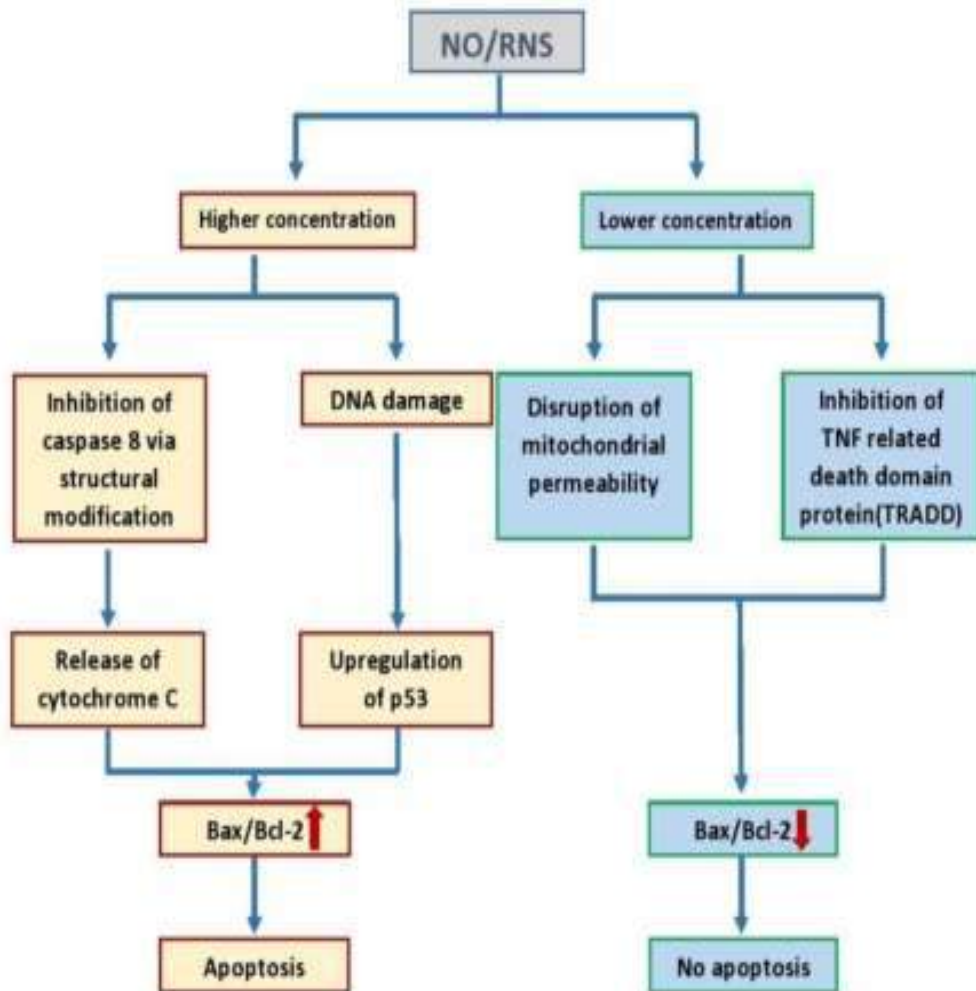 NO/RNS
Higher concentration
Lower concentration
Inhibition of
caspase 8 via
structural
modification
DNA damage
Disruption of
mitochondrial
permeability
Inhibition of
TNF related
death domain
protein(TRADD)
Release of
cytochrome C
Upregulation
of p53
Bax/Bcl-2
Bax/Bcl-2
Apoptosis
No apoptosis